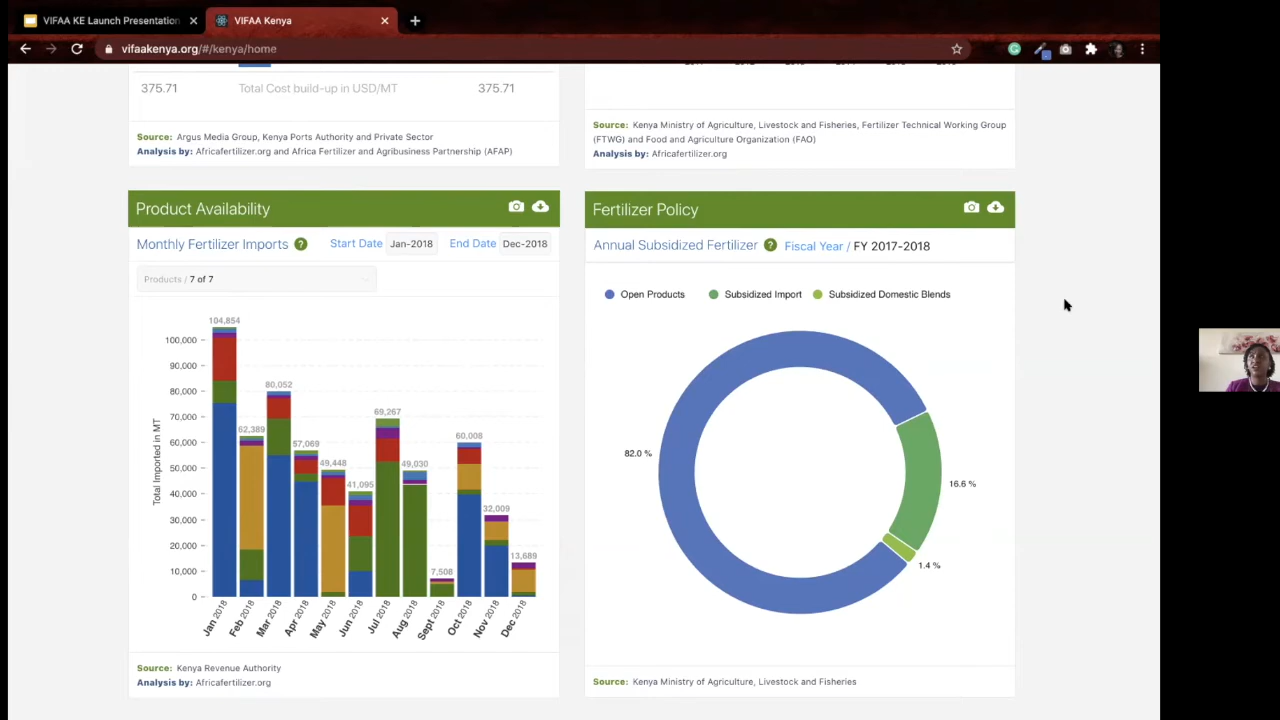 VIFAA KE Launch Presentation
VIFAA Kenya
vifaakenya.org/#/kenya/home
375.71 Total Cost build-up in USD/MT 375.71
Source: Argus Media Group, Kenya Ports Authority and Private Sector
Analysis by: Africafertilizer.org and Africa Fertilizer and Agribusiness Partnership (AFAP)
Source: Kenya Ministry of Agriculture, Livestock and Fisheries, Fertilizer Technical Working Group
(FTWG) and Food and Agriculture Organization (FAO)
Analysis by: Africafertilizer.org
Product Availability
Monthly Fertilizer Imports ? Start Date Jan-2018 End Date Dec-2018
Products / 7 of 7
Total Imported in MT
100,000
90,000
80,000
70,000
60,000
50,000
40,000
30,000
20,000
10,000
0
104,854
62,389
80,052
57,069
49,448
41,095
69,267
49,030
7,508
60,008
32,009
13,689
Jan 2018
Feb 2018
Mar 2018
Apr 2018
May 2018
Jun 2018
Jul 2018
Aug 2018
Sept 2018
Oct 2018
Nov 2018
Dec 2018
Source: Kenya Revenue Authority
Analysis by: Africafertilizer.org
Fertilizer Policy
Annual Subsidized Fertilizer ? Fiscal Year / FY 2017-2018
Open Products Subsidized Import Subsidized Domestic Blends
82.0 %
16.6 %
1.4 %
Source: Kenya Ministry of Agriculture, Livestock and Fisheries